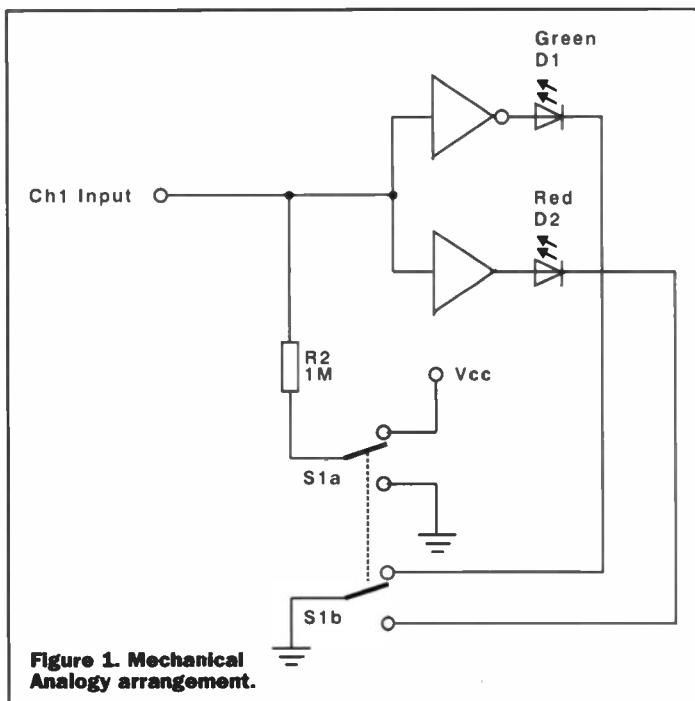 Green
D1
Ch1 Input
Red
D2
R2
1M
Vcc
S1a
S1b
Figure 1. Mechanical
Analogy arrangement.